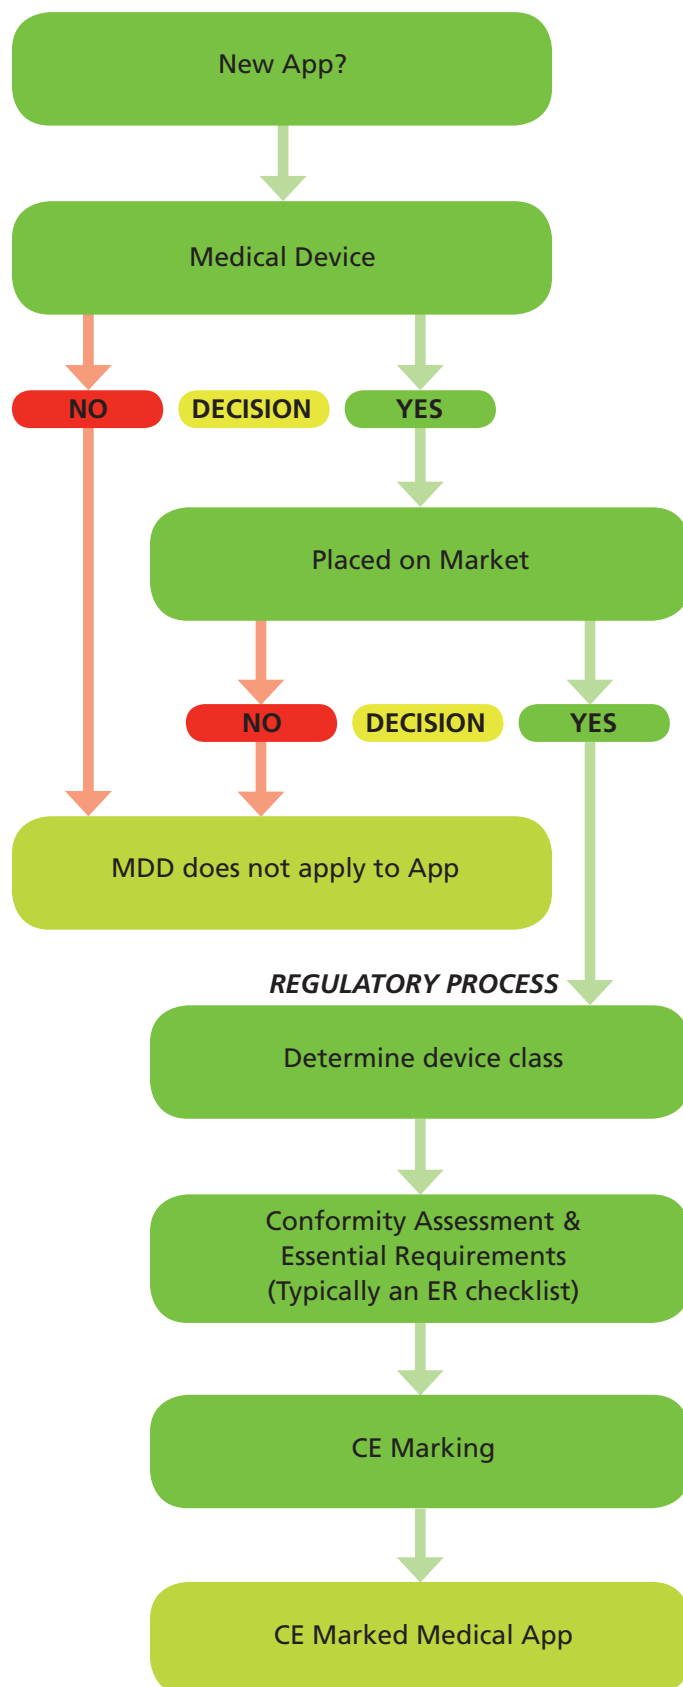 New App?
Medical Device
NO
DECISION
YES
Placed on Market
NO
DECISION
YES
MDD does not apply to App
REGULATORY PROCESS
Determine device class
Conformity Assessment &
Essential Requirements
(Typically an ER checklist)
CE Marking
CE Marked Medical App